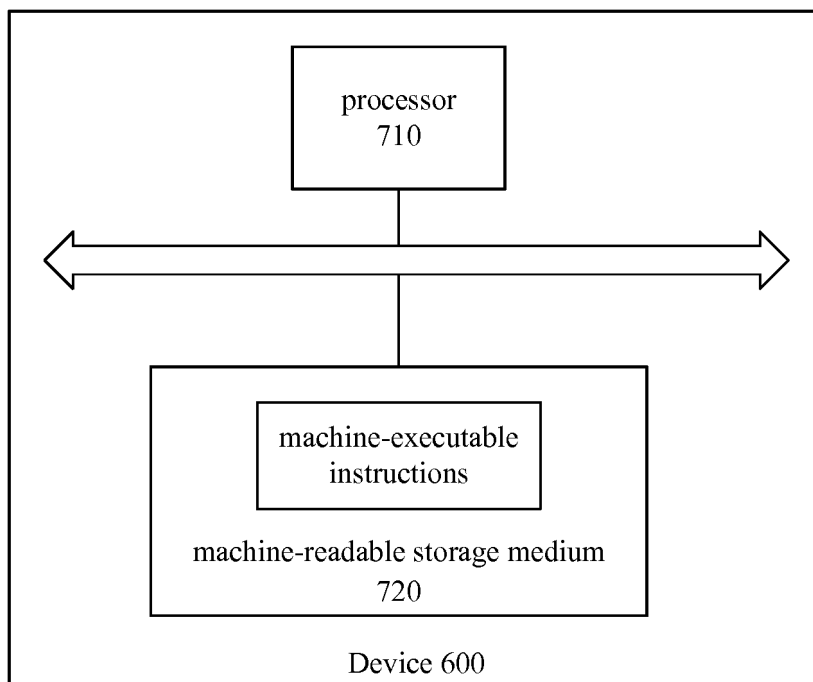 processor
710
machine-executable
instructions
machine-readable storage medium
720
Device 600